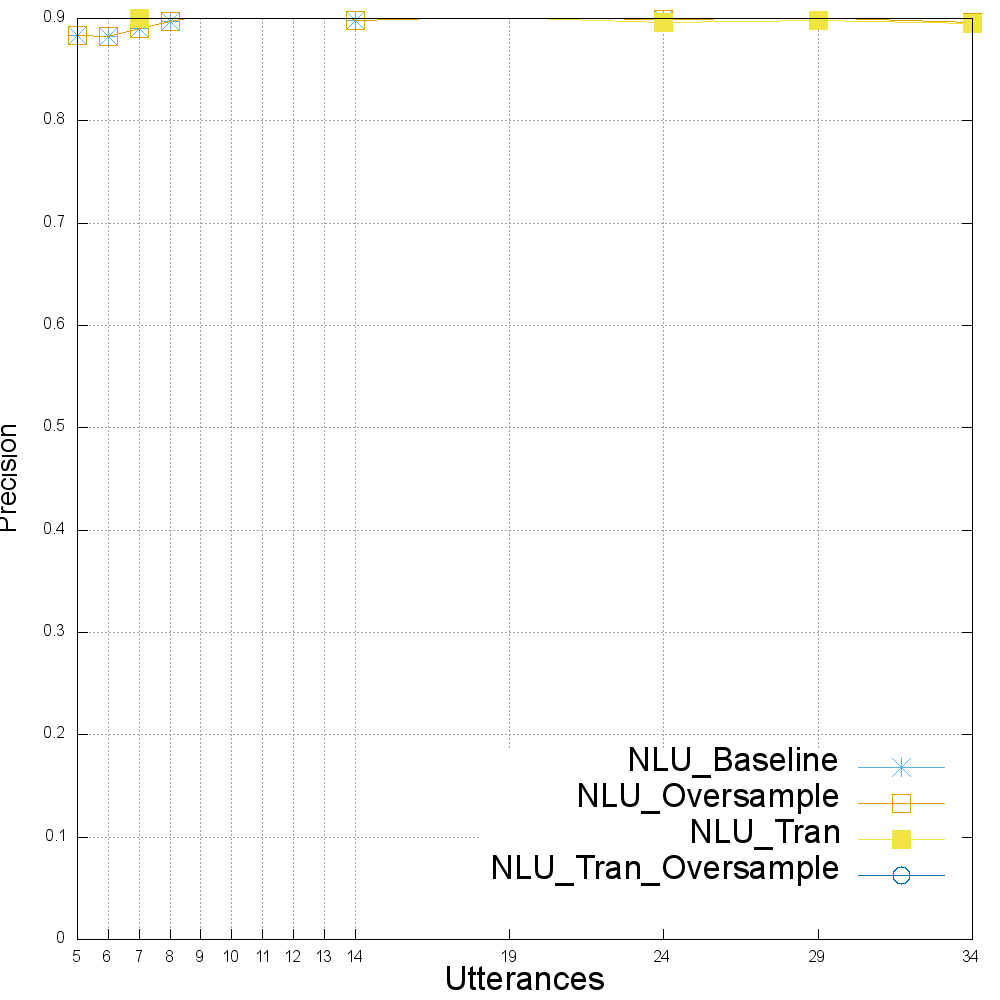 0.9
0.8
0.7
0.6
0.5
0.4
0.3
0.2
0.1
0
Precision
NLU_Baseline
NLU_Oversample
NLU_Tran
NLU_Tran_Oversample
5 6 7 8 9 10 11 12 13 14 19 24 29 34
Utterances